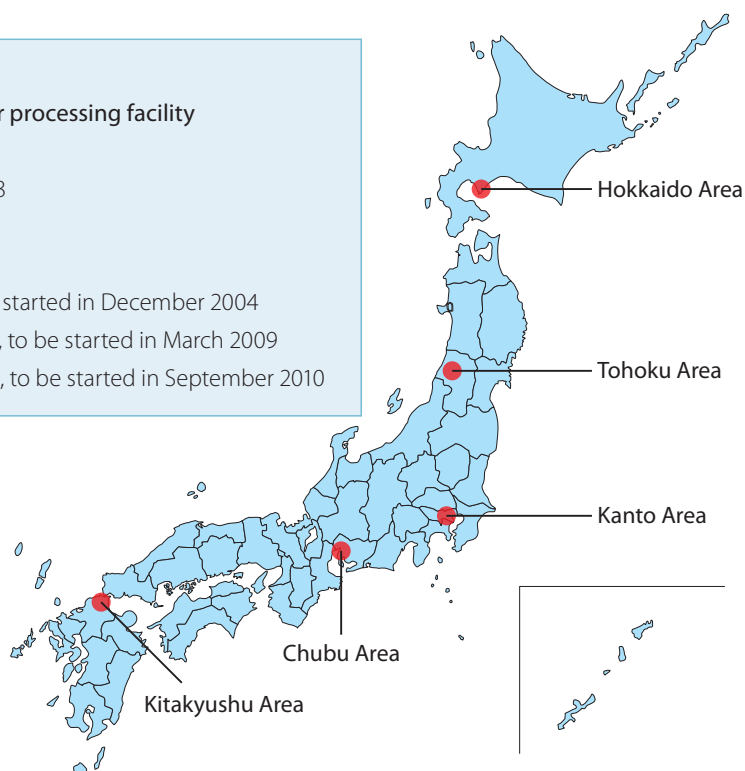 r processing facility
3
started in December 2004
, to be started in March 2009
, to be started in September 2010
Hokkaido Area
Tohoku Area
Kanto Area
Chubu Area
Kitakyushu Area